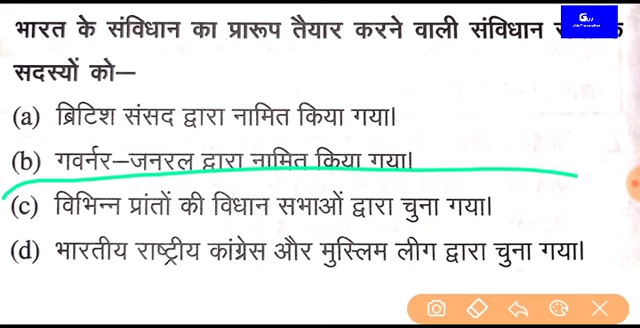 भारत के संविधान का प्रारूप तैयार करने वाली संविधान
सदस्यों को—
(a) ब्रिटिश संसद द्वारा नामित किया गया।
(b) गवर्नर–जनरल द्वारा नामित किया गया।
(c) विभिन्न प्रांतों की विधान सभाओं द्वारा चुना गया।
(d) भारतीय राष्ट्रीय कांग्रेस और मुस्लिम लीग द्वारा चुना गया।